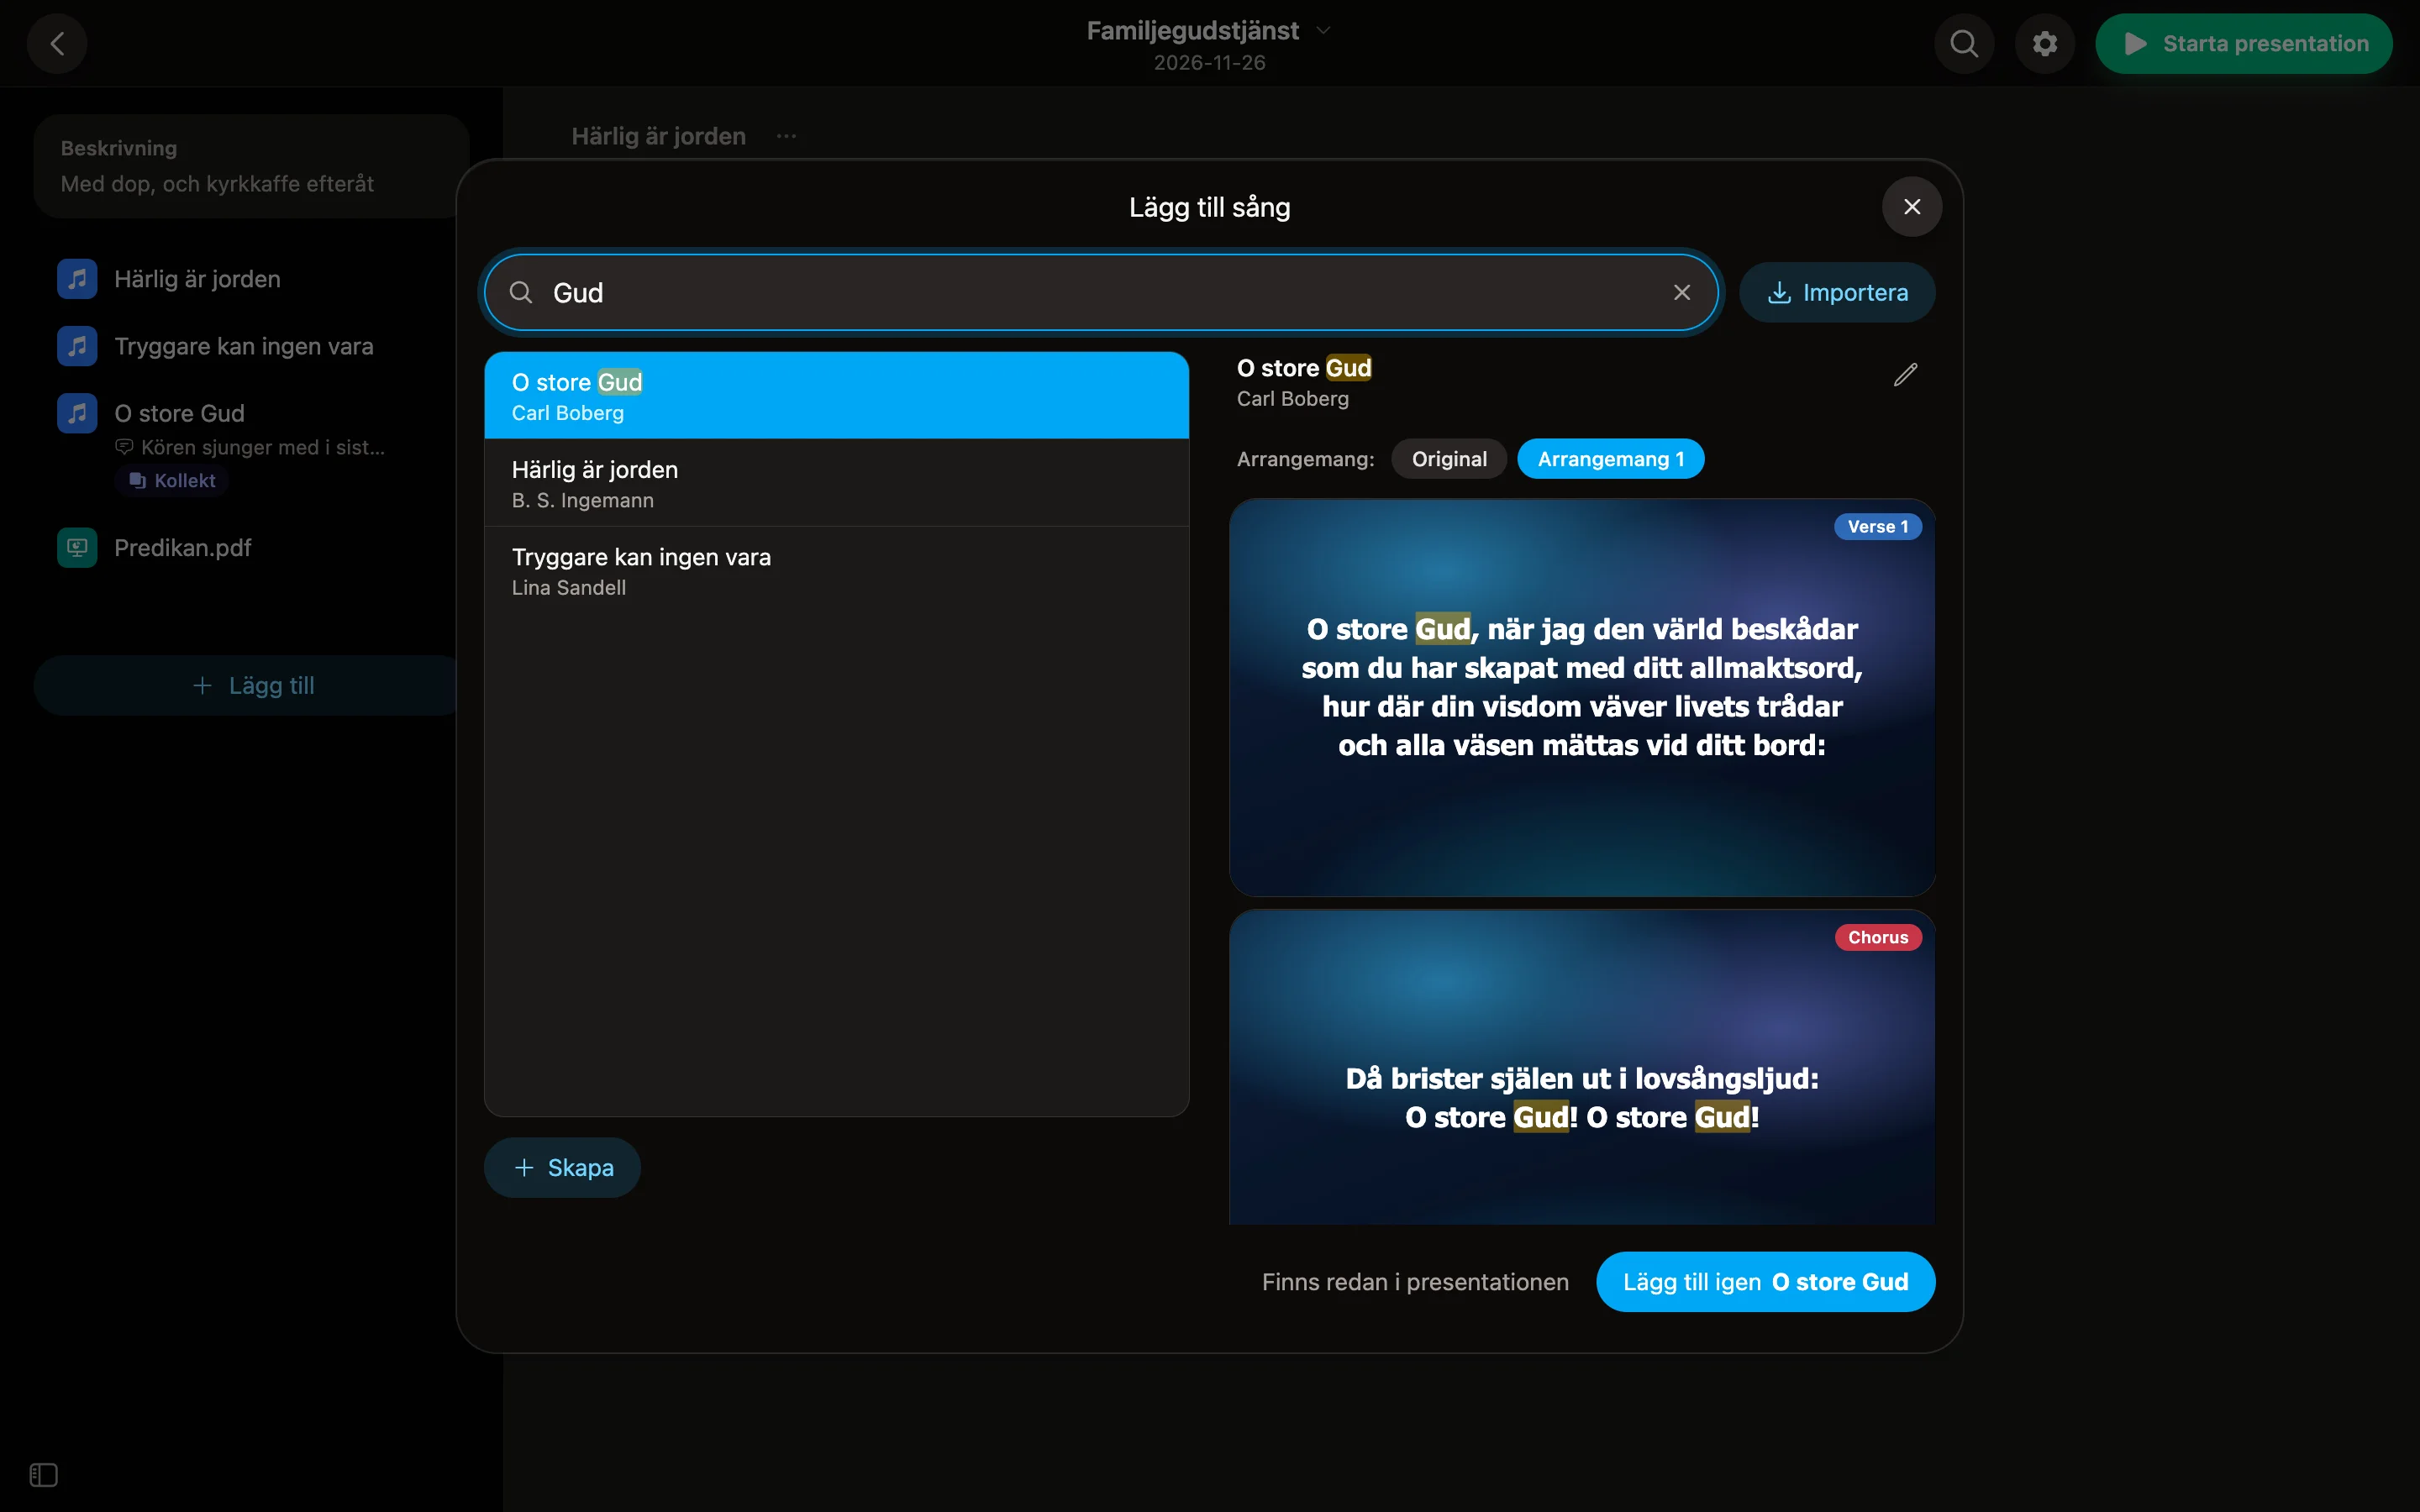 Familjegudstjänst
2026-11-26
Starta presentation
Beskrivning
Med dop, och kyrkkaffe efteråt
Härlig är jorden
Tryggare kan ingen vara
O store Gud
Kören sjunger med i sist...
Kollekt
Predikan.pdf
Lägg till
Härlig är jorden
Lägg till sång
Gud
Importera
O store Gud
Carl Boberg
Härlig är jorden
B. S. Ingemann
Tryggare kan ingen vara
Lina Sandell
Skapa
O store Gud
Carl Boberg
Arrangemang: Original Arrangemang 1
Verse 1
O store Gud, när jag den värld beskådar
som du har skapat med ditt allmaktsord,
hur där din visdom väver livets trådar
och alla väsen mättas vid ditt bord:
Chorus
Då brister själen ut i lovsångsljud:
O store Gud! O store Gud!
Finns redan i presentationen
Lägg till igen O store Gud